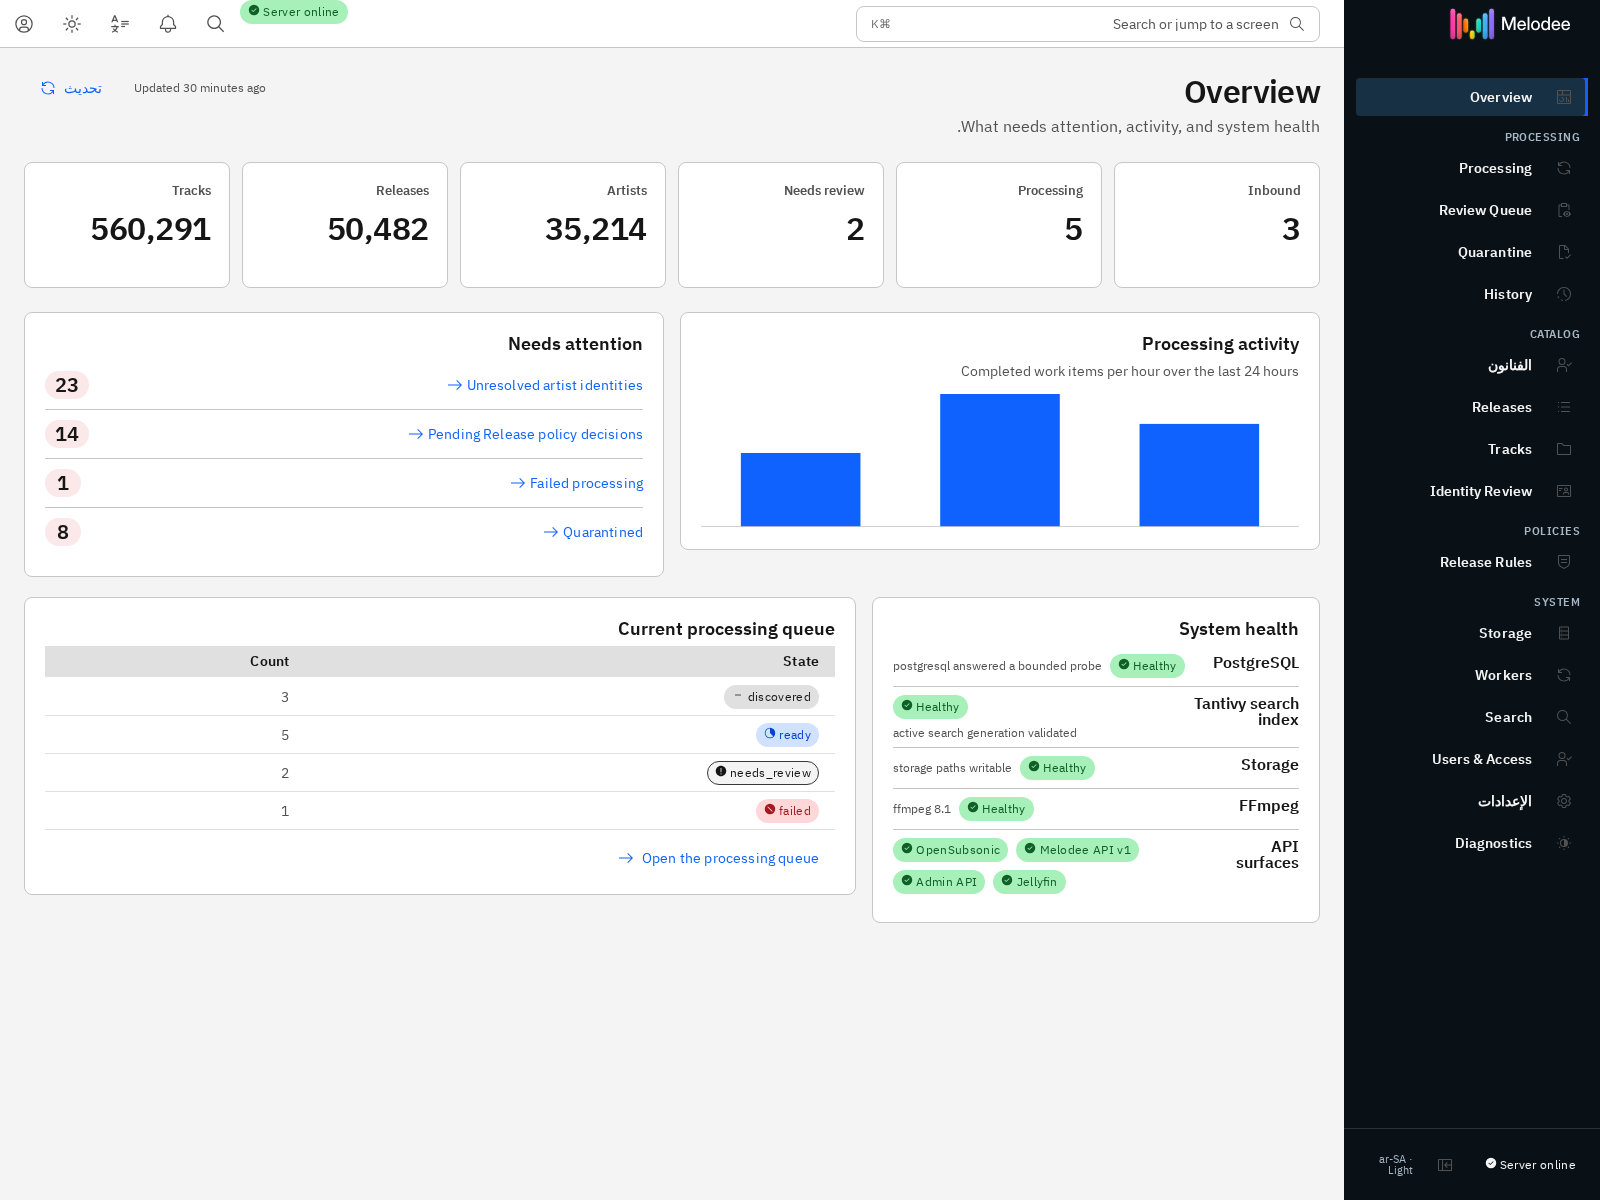 Server online
K⌘
Search or jump to a screen
Melodee
تحديث
Updated 30 minutes ago
Overview
.What needs attention, activity, and system health
Tracks
560,291
Releases
50,482
Artists
35,214
Needs review
2
Processing
5
Inbound
3
Needs attention
23
→ Unresolved artist identities
14
→ Pending Release policy decisions
1
→ Failed processing
8
→ Quarantined
Processing activity
Completed work items per hour over the last 24 hours
Current processing queue
Count
State
3
discovered
5
ready
2
needs_review
1
failed
→ Open the processing queue
System health
PostgreSQL
Healthy
postgresql answered a bounded probe
Tantivy search
index
Healthy
active search generation validated
Storage
Healthy
storage paths writable
FFmpeg
Healthy
ffmpeg 8.1
API
surfaces
OpenSubsonic
Melodee API v1
Admin API
Jellyfin
Overview
PROCESSING
Processing
Review Queue
Quarantine
History
CATALOG
الفنانون
Releases
Tracks
Identity Review
POLICIES
Release Rules
SYSTEM
Storage
Workers
Search
Users & Access
الإعدادات
Diagnostics
ar-SA ·
Light
Server online